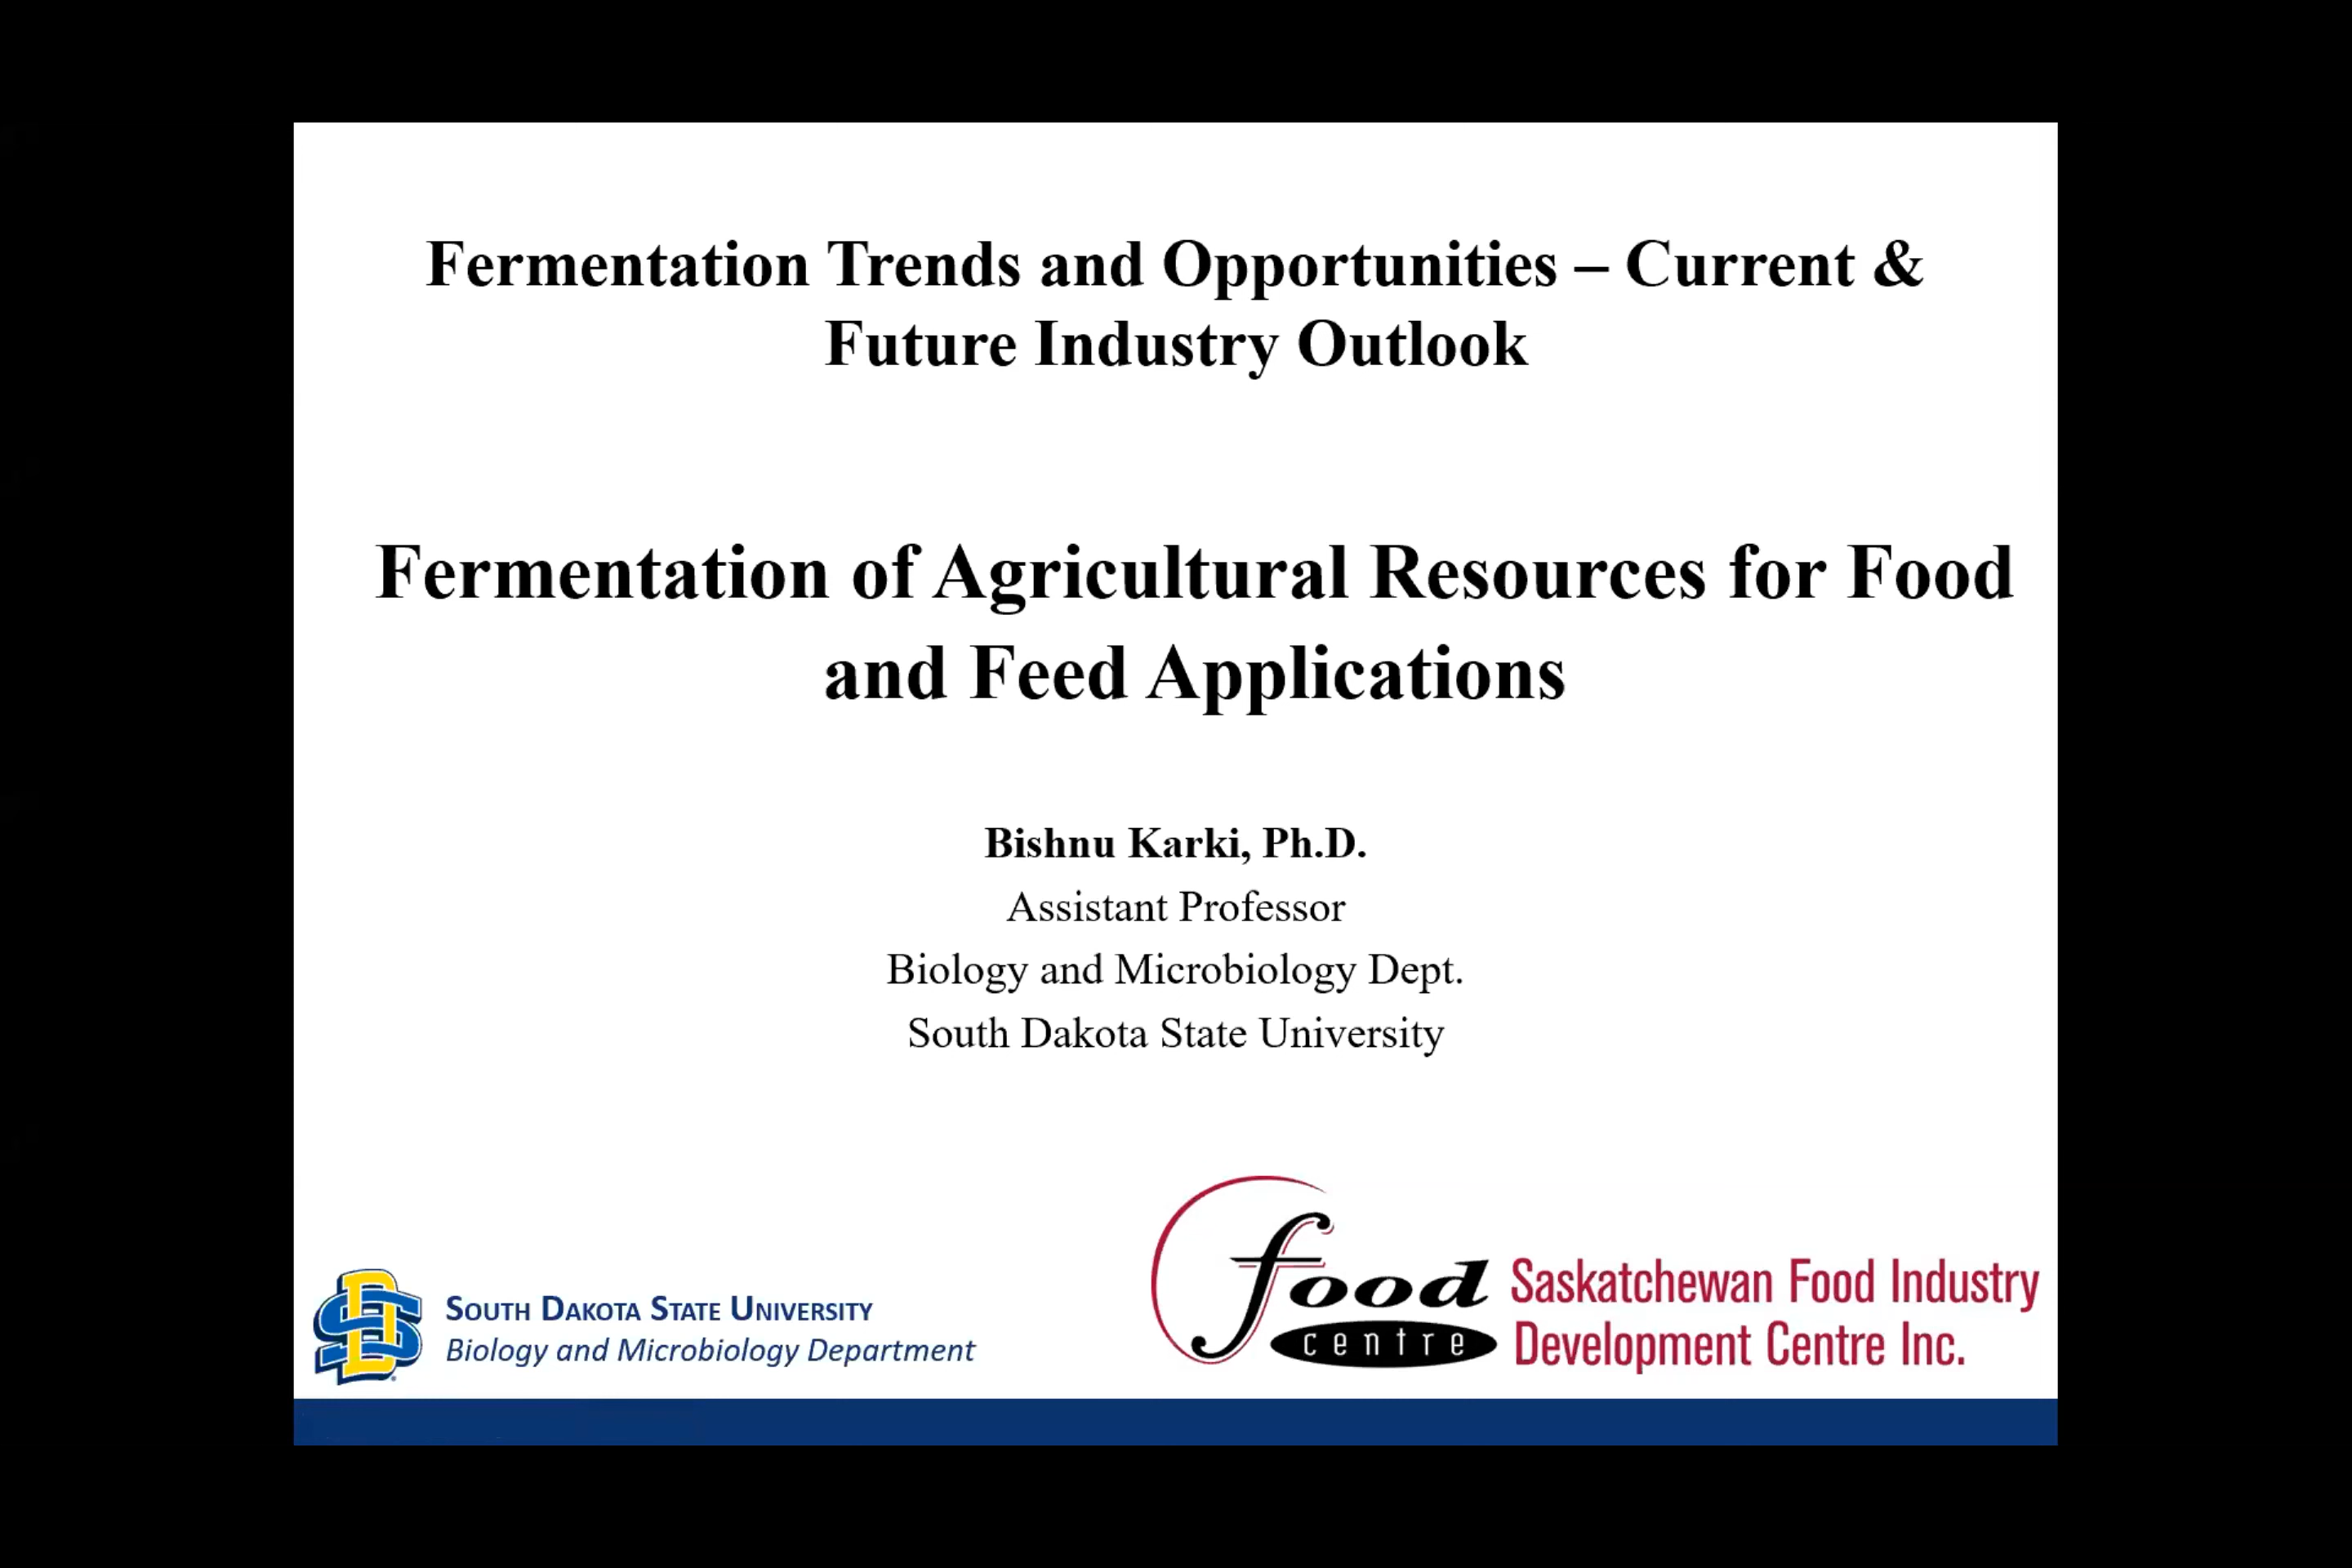 Fermentation Trends and Opportunities – Current &
Future Industry Outlook
Fermentation of Agricultural Resources for Food
and Feed Applications
Bishnu Karki, Ph.D.
Assistant Professor
Biology and Microbiology Dept.
South Dakota State University
SOUTH DAKOTA STATE UNIVERSITY
Biology and Microbiology Department
food
centre
Saskatchewan Food Industry
Development Centre Inc.